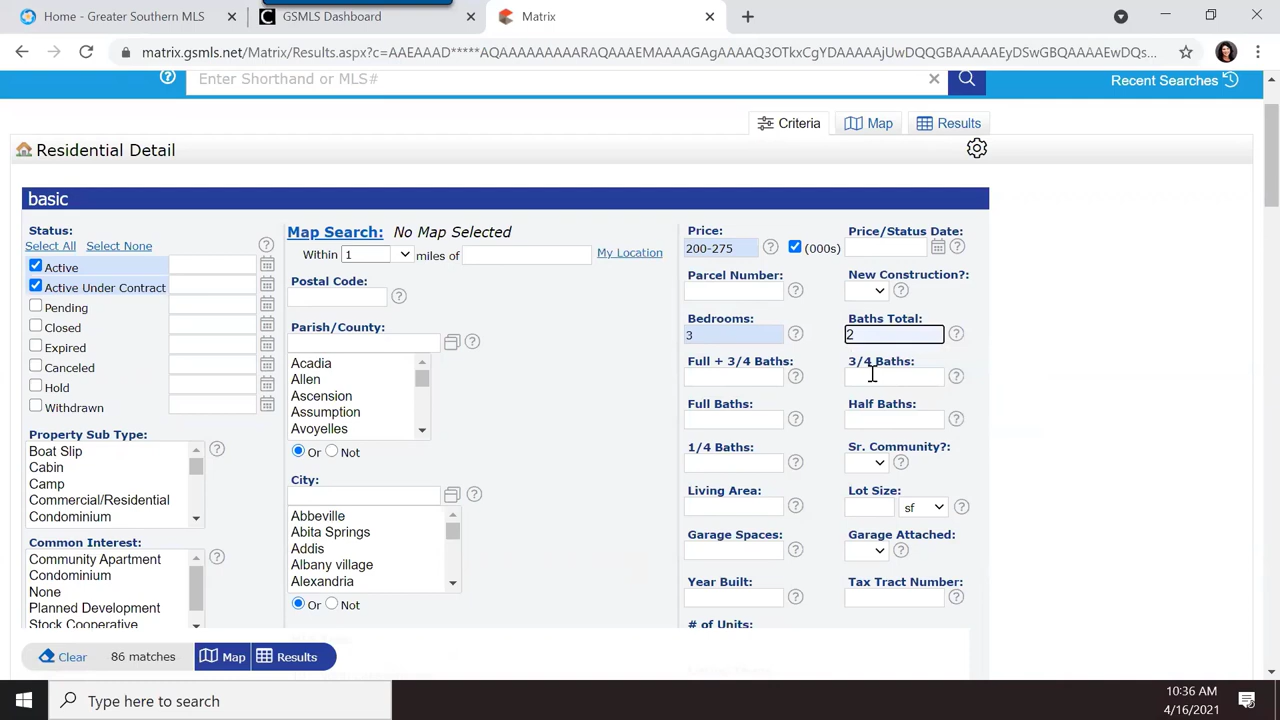 Home - Greater Southern MLS
GSMLS Dashboard
Matrix
matrix.gsmls.net/Matrix/Results.aspx?c=AAEAAAD*****AQAAAAAAAAARAQAAAEMAAAAGAgAAAAQ3OTkxCgYDAAAAAjUwDQQGBAAAAAEyDSwGBQAAAAEwDQs...
Enter Shorthand or MLS#
Recent Searches
Criteria
Map
Results
Residential Detail
basic
Status:
Select All Select None
Active
Active Under Contract
Pending
Closed
Expired
Canceled
Hold
Withdrawn
Property Sub Type:
Boat Slip
Cabin
Camp
Commercial/Residential
Condominium
Common Interest:
Community Apartment
Condominium
None
Planned Development
Stock Cooperative
Map Search: No Map Selected
Within 1 miles of
My Location
Postal Code:
Parish/County:
Acadia
Allen
Ascension
Assumption
Avoyelles
Or Not
City:
Abbeville
Abita Springs
Addis
Albany village
Alexandria
Or Not
Price:
200-275
(000s)
Price/Status Date:
Parcel Number:
New Construction?:
Bedrooms:
3
Baths Total:
2
Full + 3/4 Baths:
3/4 Baths:
Full Baths:
Half Baths:
1/4 Baths:
Sr. Community?:
Living Area:
Lot Size:
sf
Garage Spaces:
Garage Attached:
Year Built:
Tax Tract Number:
# of Units:
Clear
86 matches
Map
Results
Type here to search
10:36 AM
4/16/2021